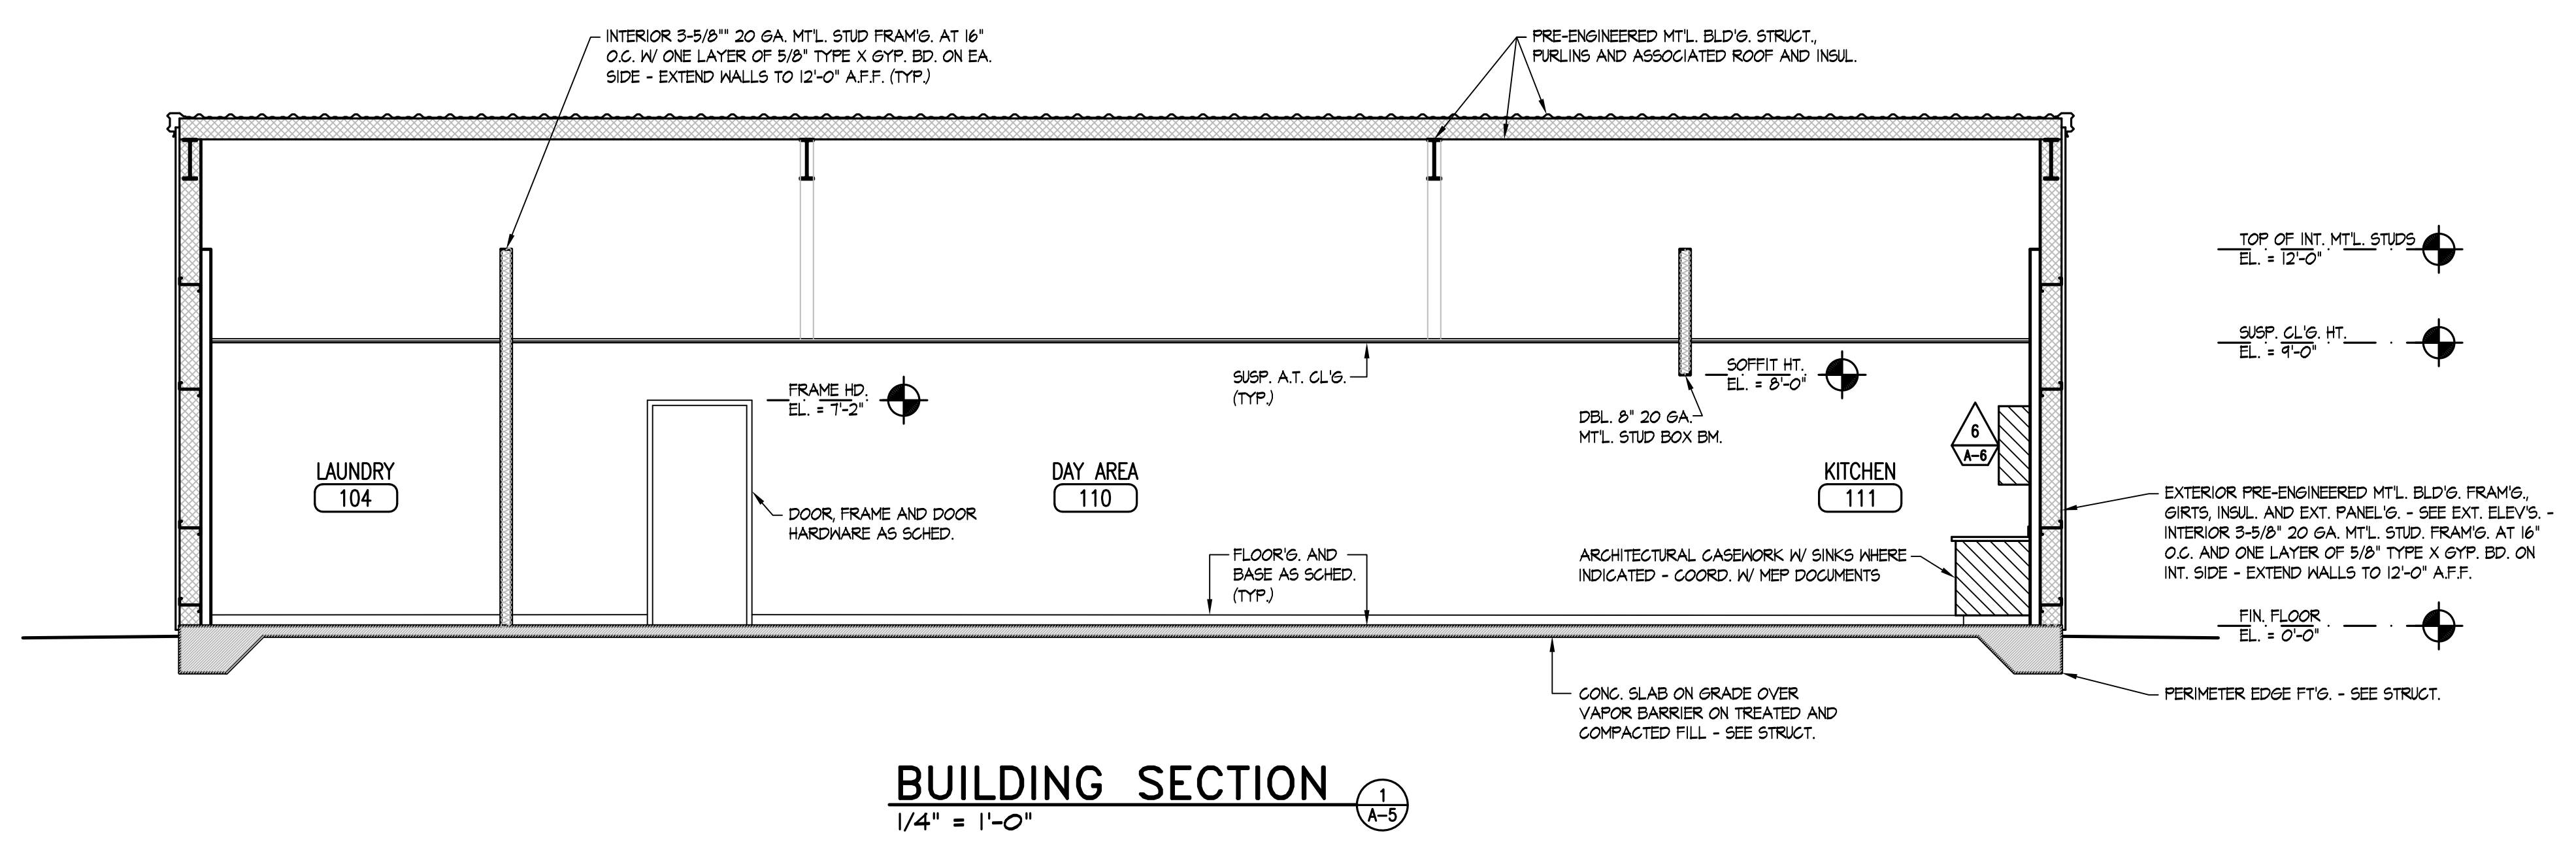 INTERIOR 3-5/8"" 20 GA. MT'L. STUD FRAM'G. AT 16"
O.C. W/ ONE LAYER OF 5/8" TYPE X GYP. BD. ON EA.
SIDE - EXTEND WALLS TO 12'-0" A.F.F. (TYP.)
PRE-ENGINEERED MT'L. BLD'G. STRUCT.,
PURLINS AND ASSOCIATED ROOF AND INSUL.
TOP OF INT. MT'L. STUDS
EL. = 12'-0"
SUSP. CL'G. HT.
EL. = 9'-0"
SUSP. A.T. CL'G.
(TYP.)
SOFFIT HT.
EL. = 8'-0"
FRAME HD.
EL. = 7'-2"
DBL. 8" 20 GA.
MT'L. STUD BOX BM.
6
A-6
LAUNDRY
104
DAY AREA
110
KITCHEN
111
DOOR, FRAME AND DOOR
HARDWARE AS SCHED.
FLOOR'G. AND
BASE AS SCHED.
(TYP.)
ARCHITECTURAL CASEWORK W/ SINKS WHERE
INDICATED - COORD. W/ MEP DOCUMENTS
EXTERIOR PRE-ENGINEERED MT'L. BLD'G. FRAM'G.,
GIRTS, INSUL. AND EXT. PANEL'G. - SEE EXT. ELEV'S. -
INTERIOR 3-5/8" 20 GA. MT'L. STUD. FRAM'G. AT 16"
O.C. AND ONE LAYER OF 5/8" TYPE X GYP. BD. ON
INT. SIDE - EXTEND WALLS TO 12'-0" A.F.F.
FIN. FLOOR
EL. = 0'-0"
CONC. SLAB ON GRADE OVER
VAPOR BARRIER ON TREATED AND
COMPACTED FILL - SEE STRUCT.
PERIMETER EDGE FT'G. - SEE STRUCT.
BUILDING SECTION
1/4" = 1'-0"
1
A-5